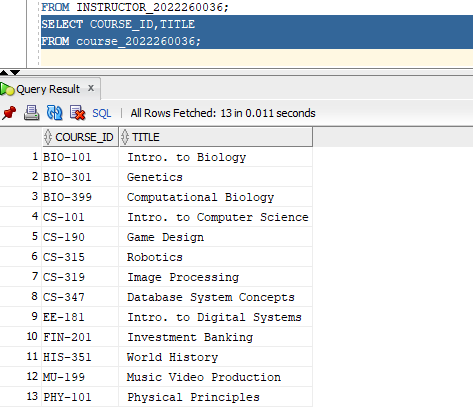 FROM INSTRUCTOR_2022260036;
SELECT COURSE_ID,TITLE
FROM course_2022260036;
Query Result x
SQL | All Rows Fetched: 13 in 0.011 seconds
COURSE_ID TITLE
1 BIO-101 Intro. to Biology
2 BIO-301 Genetics
3 BIO-399 Computational Biology
4 CS-101 Intro. to Computer Science
5 CS-190 Game Design
6 CS-315 Robotics
7 CS-319 Image Processing
8 CS-347 Database System Concepts
9 EE-181 Intro. to Digital Systems
10 FIN-201 Investment Banking
11 HIS-351 World History
12 MU-199 Music Video Production
13 PHY-101 Physical Principles